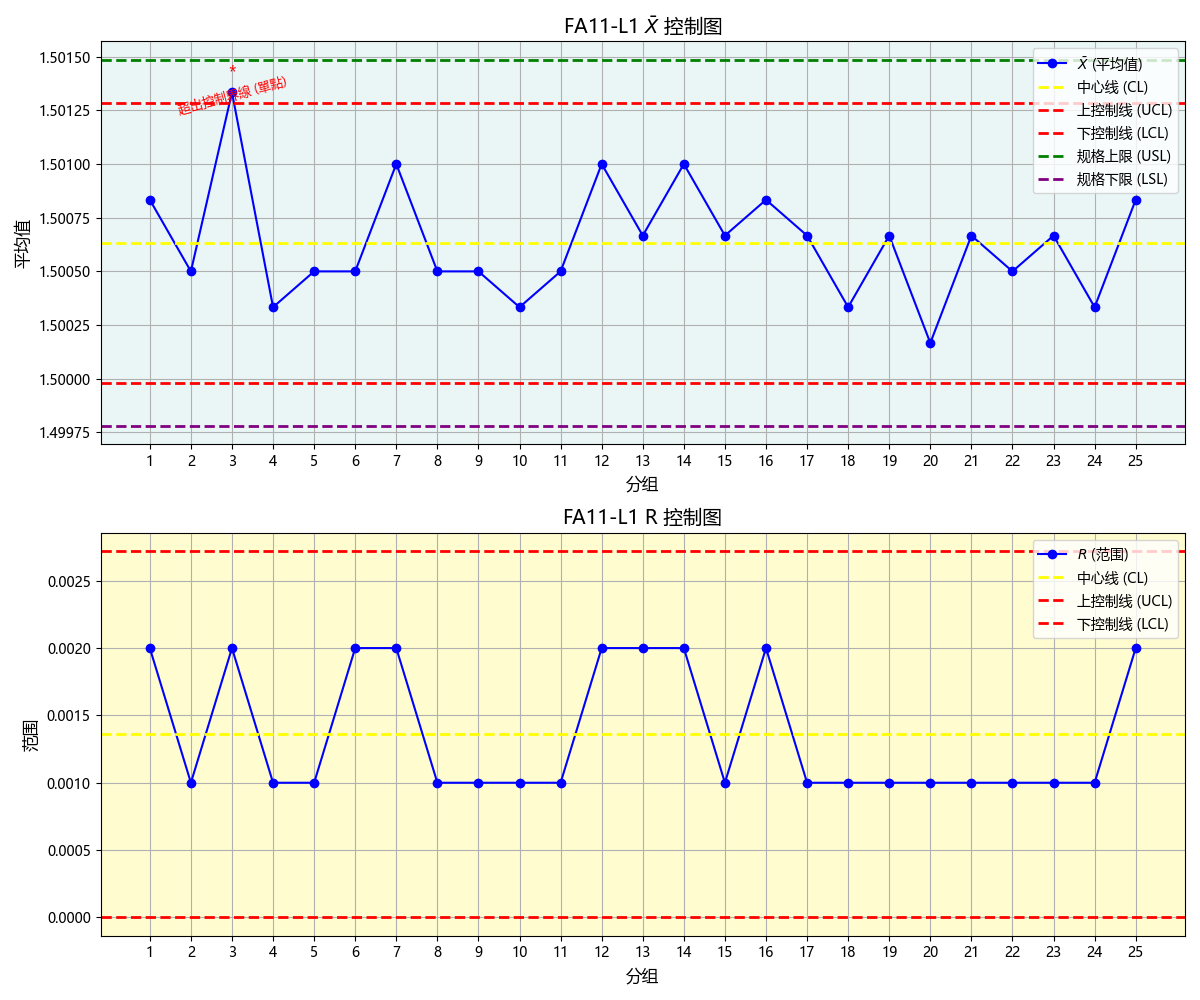 FA11-L1 X̄ 控制图
平均值
1.50150
1.50125
1.50100
1.50075
1.50050
1.50025
1.50000
1.49975
*
超出控制界線 (單點)
X̄ (平均值)
中心线 (CL)
上控制线 (UCL)
下控制线 (LCL)
规格上限 (USL)
规格下限 (LSL)
1 2 3 4 5 6 7 8 9 10 11 12 13 14 15 16 17 18 19 20 21 22 23 24 25
分组
FA11-L1 R 控制图
范围
0.0025
0.0020
0.0015
0.0010
0.0005
0.0000
R (范围)
中心线 (CL)
上控制线 (UCL)
下控制线 (LCL)
1 2 3 4 5 6 7 8 9 10 11 12 13 14 15 16 17 18 19 20 21 22 23 24 25
分组